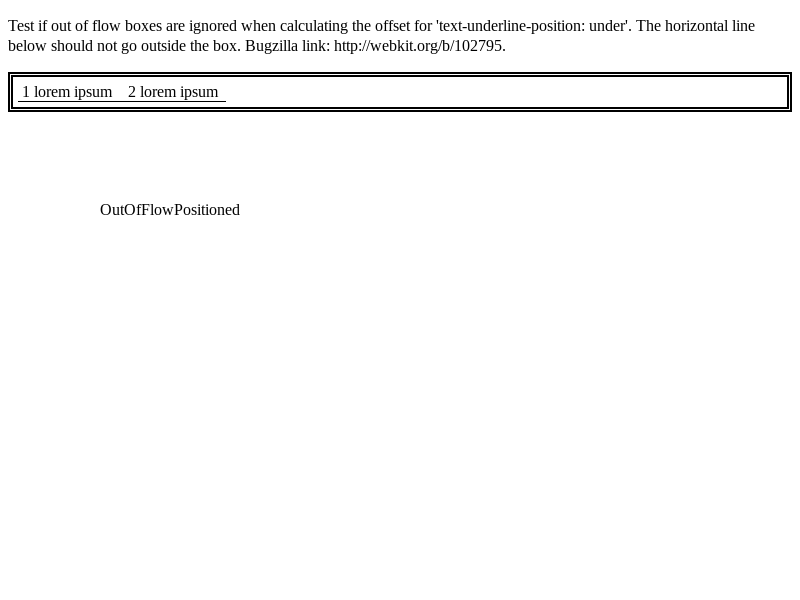 Test if out of flow boxes are ignored when calculating the offset for 'text-underline-position: under'. The horizontal line
below should not go outside the box. Bugzilla link: http://webkit.org/b/102795.
1 lorem ipsum 2 lorem ipsum
OutOfFlowPositioned